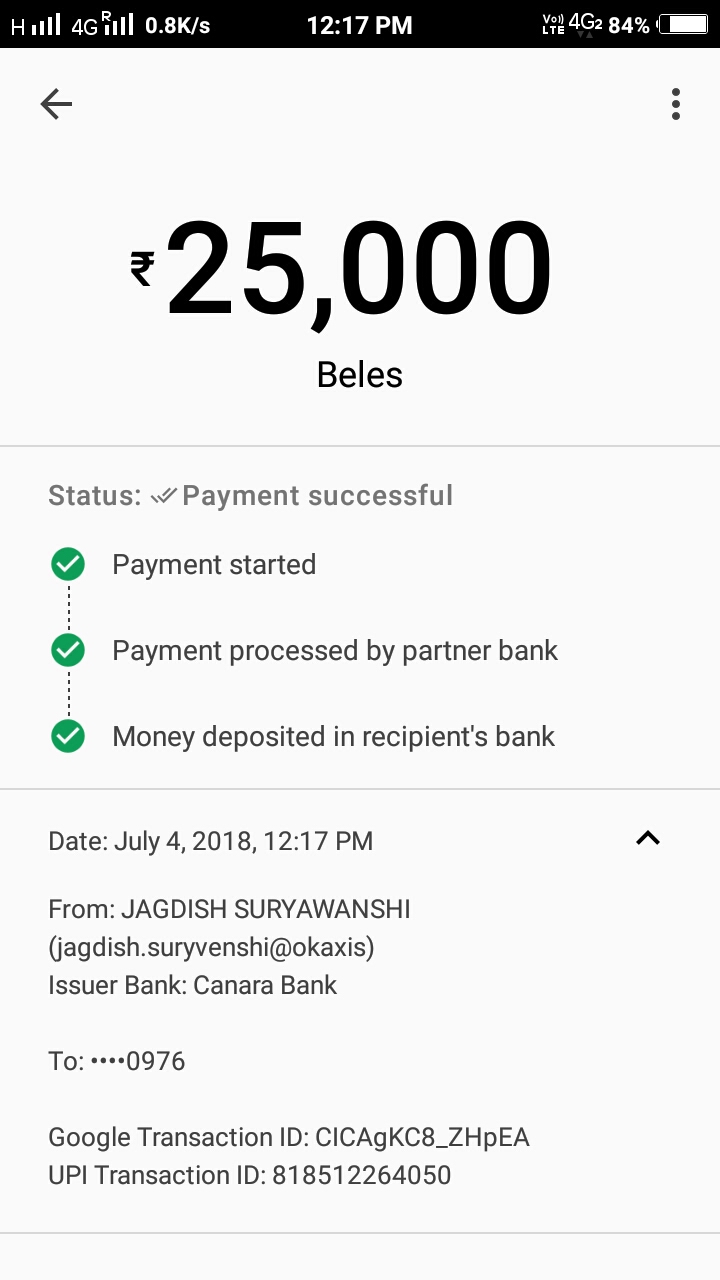 H 4G R 0.8K/s 12:17 PM VoI) LTE 4G2 84%
₹25,000
Beles
Status: Payment successful
Payment started
Payment processed by partner bank
Money deposited in recipient's bank
Date: July 4, 2018, 12:17 PM
From: JAGDISH SURYAWANSHI
(jagdish.suryvenshi@okaxis)
Issuer Bank: Canara Bank
To: ••••0976
Google Transaction ID: CICAgKC8_ZHpEA
UPI Transaction ID: 818512264050